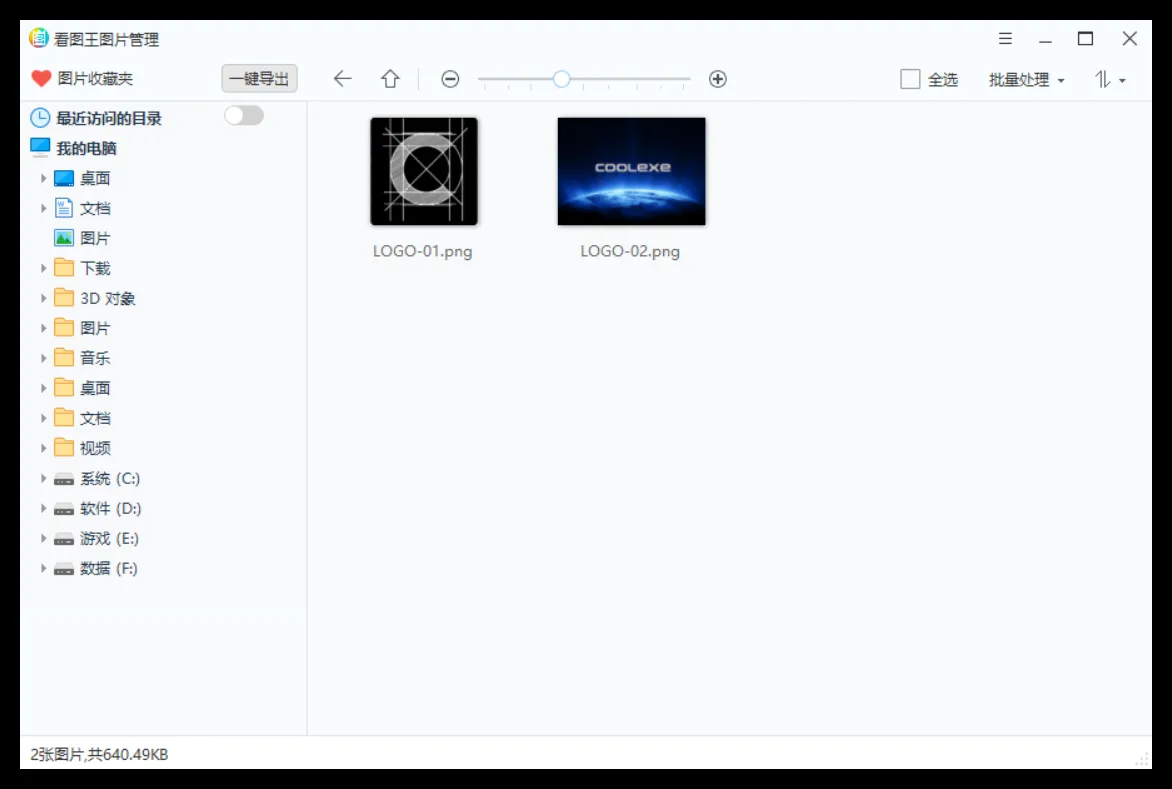 看图王图片管理
图片收藏夹
一键导出
全选
批量处理
最近访问的目录
我的电脑
桌面
文档
图片
下载
3D 对象
图片
音乐
桌面
文档
视频
系统 (C:)
软件 (D:)
游戏 (E:)
数据 (F:)
COOLEXE
LOGO-01.png
LOGO-02.png
2张图片,共640.49KB